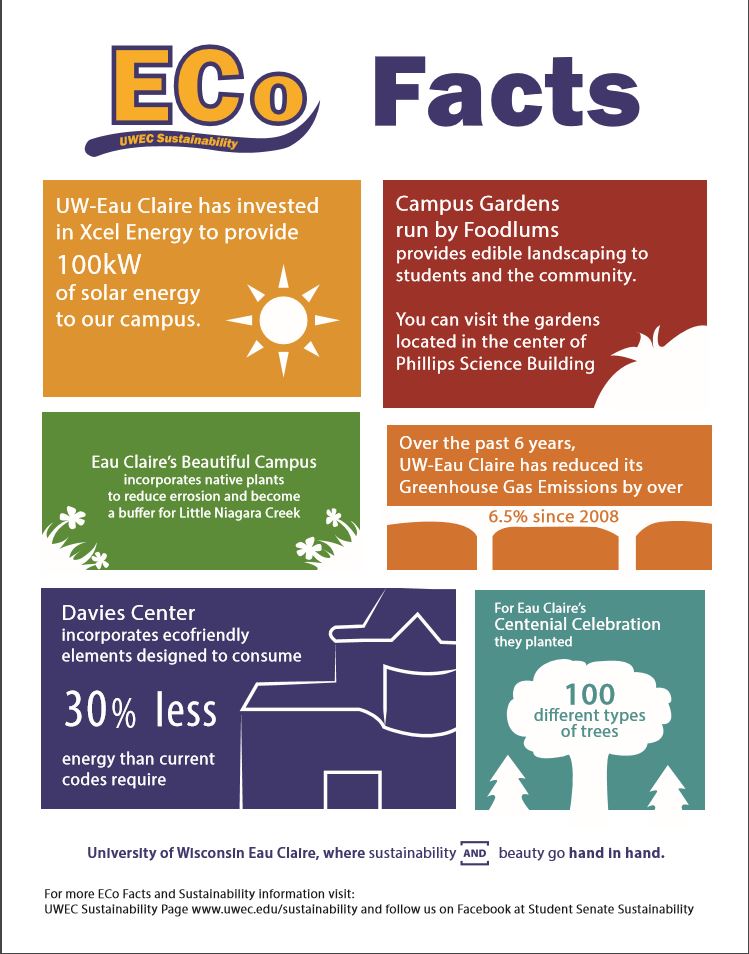 ECo Facts
UWEC Sustainability
UW-Eau Claire has invested
in Xcel Energy to provide
100kW
of solar energy
to our campus.
Campus Gardens
run by Foodlums
provides edible landscaping to
students and the community.
You can visit the gardens
located in the center of
Phillips Science Building
Eau Claire's Beautiful Campus
incorporates native plants
to reduce errosion and become
a buffer for Little Niagara Creek
Over the past 6 years,
UW-Eau Claire has reduced its
Greenhouse Gas Emissions by over
6.5% since 2008
Davies Center
incorporates ecofriendly
elements designed to consume
30% less
energy than current
codes require
For Eau Claire's
Centenial Celebration
they planted
100
different types
of trees
University of Wisconsin Eau Claire, where sustainability AND beauty go hand in hand.
For more ECo Facts and Sustainability information visit:
UWEC Sustainability Page www.uwec.edu/sustainability and follow us on Facebook at Student Senate Sustainability